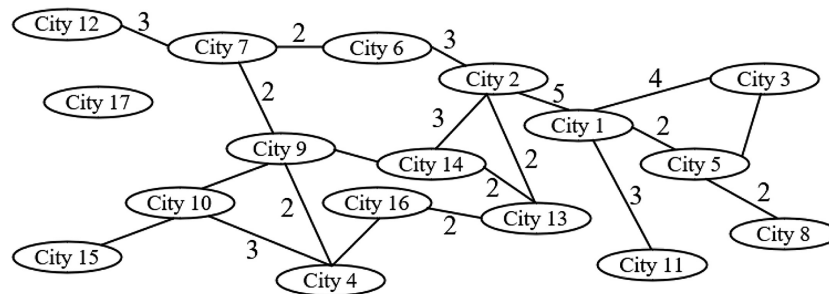 City 12
3
City 7
2
City 6
3
City 2
5
4
City 3
City 17
2
City 1
2
3
City 9
City 14
2
City 5
2
2
City 10
2
City 16
2
City 13
3
City 8
City 15
3
City 4
City 11